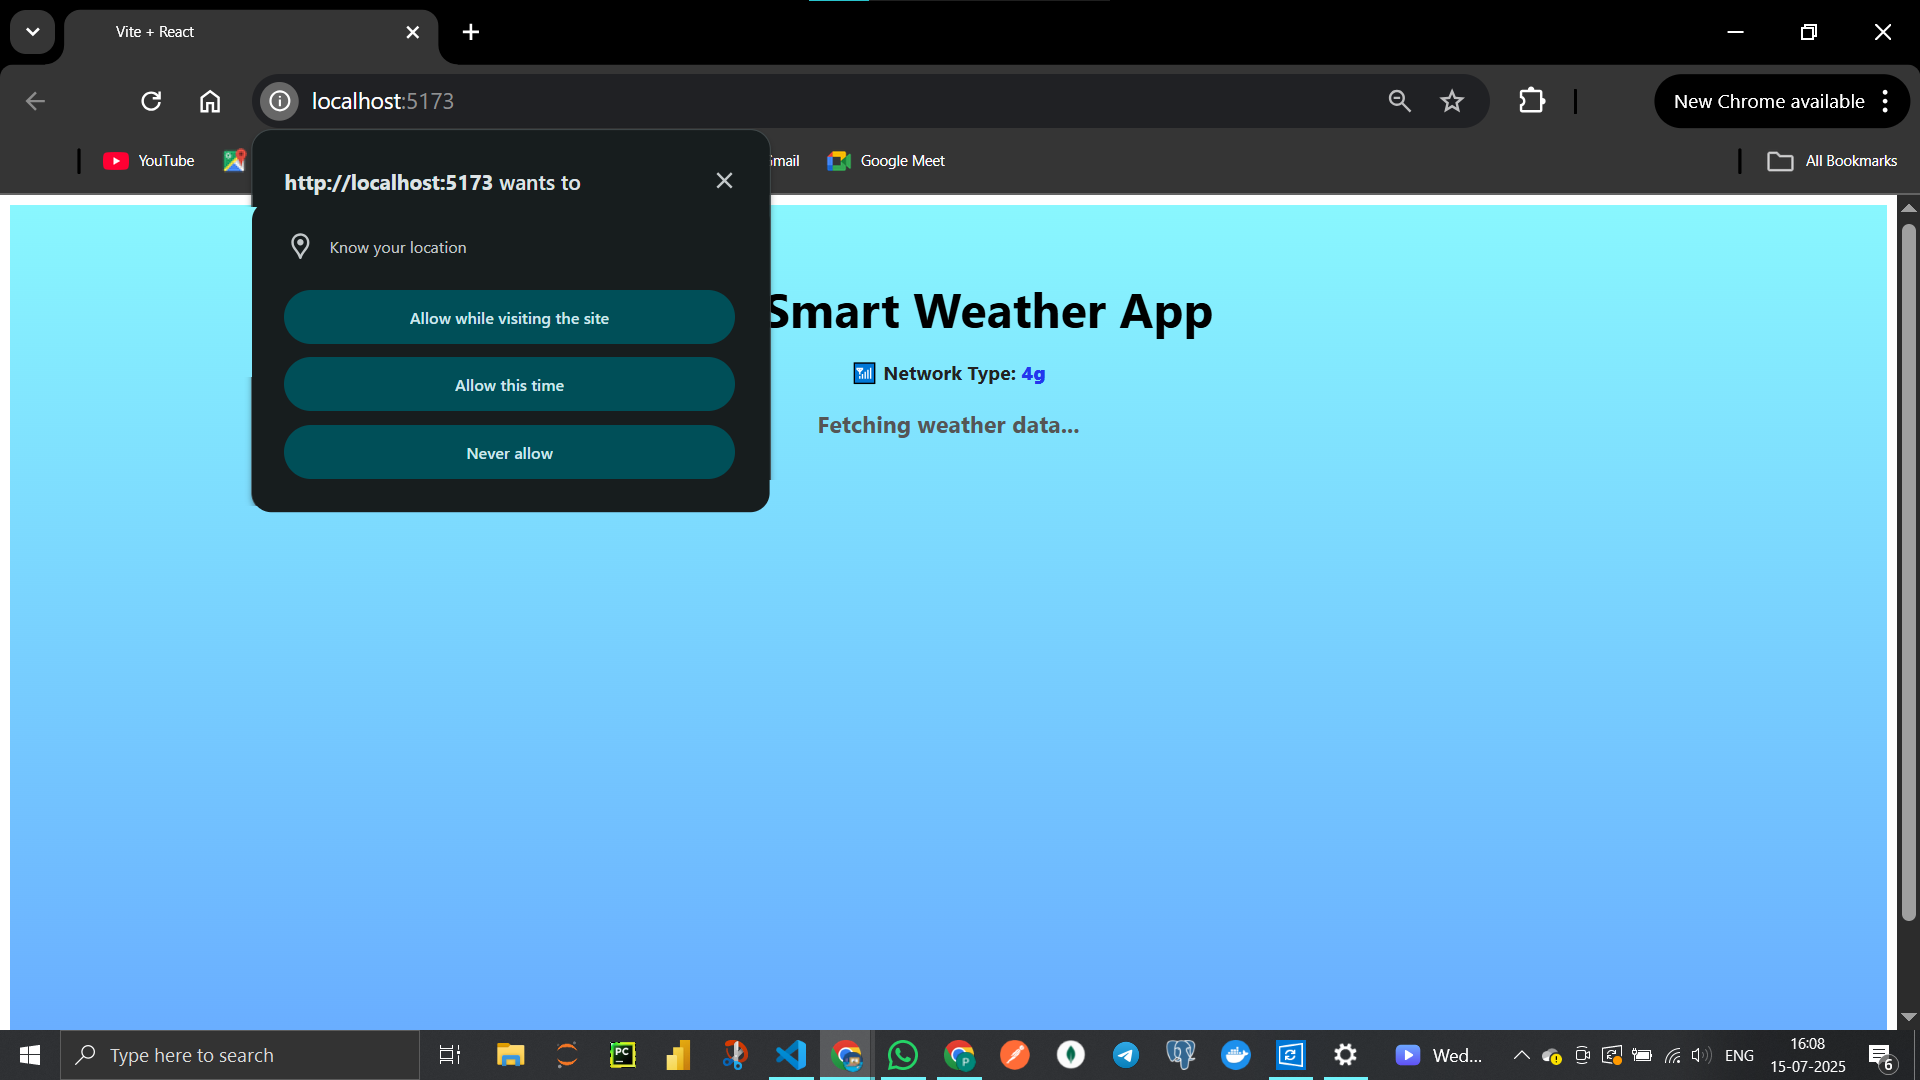 Vite + React
localhost:5173
New Chrome available
YouTube
Gmail
Google Meet
All Bookmarks
http://localhost:5173 wants to
Know your location
Allow while visiting the site
Allow this time
Never allow
Smart Weather App
Network Type: 4g
Fetching weather data...
Type here to search
PC
P
Wed...
ENG
16:08
15-07-2025
6